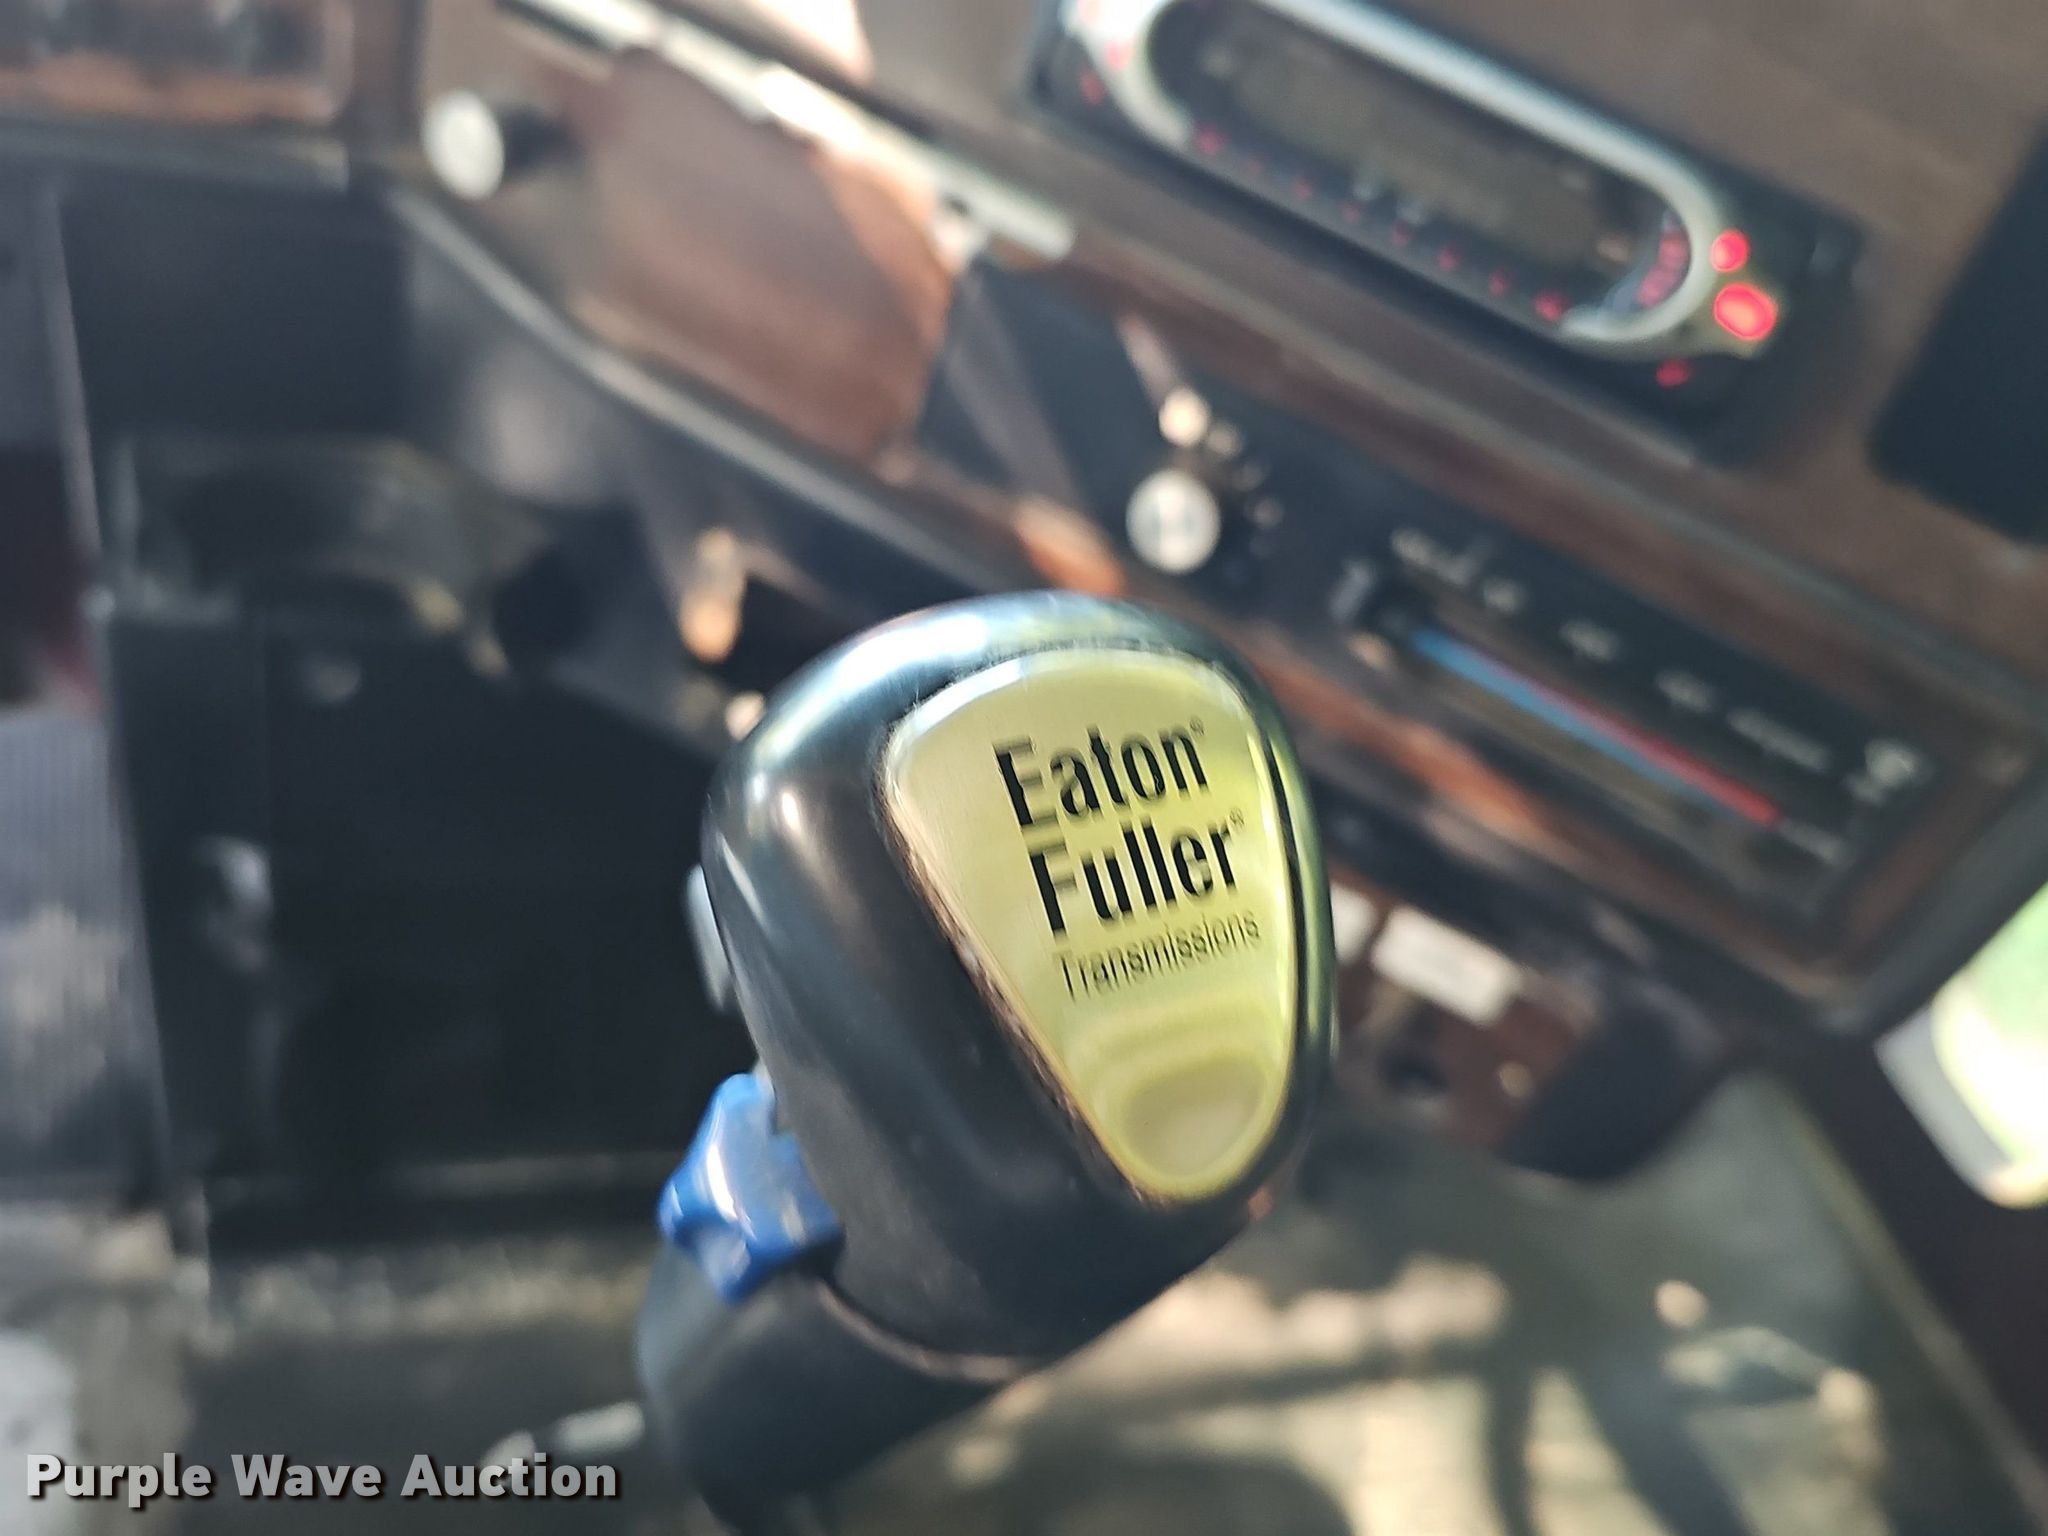 Eaton®
Fuller®
Transmissions
Purple Wave Auction